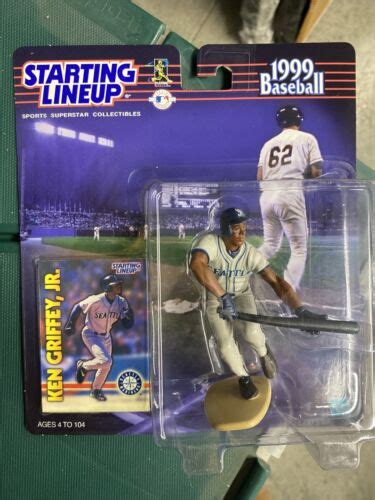 STARTING
LINEUP
SPORTS SUPERSTAR COLLECTIBLES
1999
Baseball
62
SEATTLE
STARTING
LINEUP
SEATTLE
KEN GRIFFEY, JR.
AGES 4 TO 104